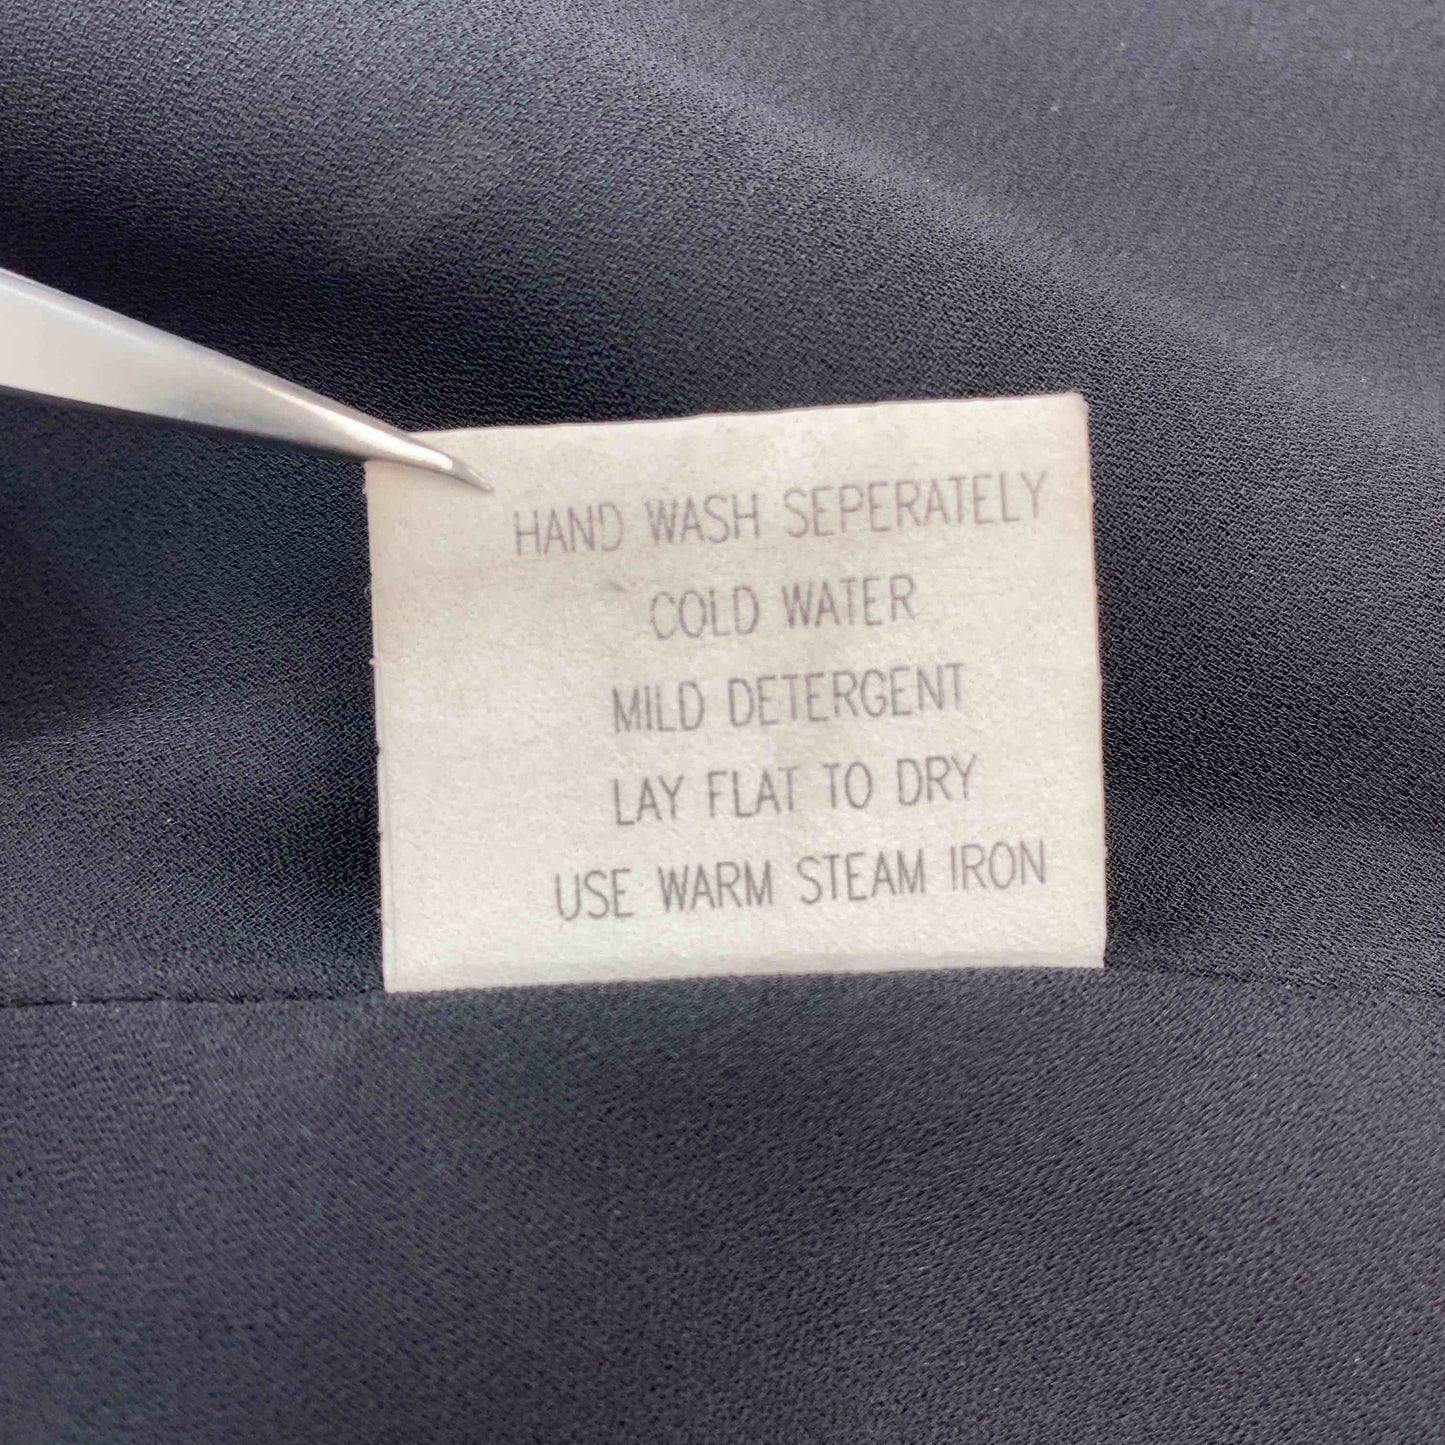 HAND WASH SEPERATELY
COLD WATER
MILD DETERGENT
LAY FLAT TO DRY
USE WARM STEAM IRON